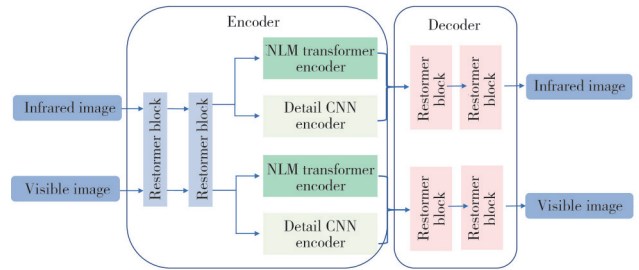 Encoder
Decoder
NLM transformer
encoder
Infrared image
Restormer block
Restormer block
Detail CNN
encoder
Restormer
block
Restormer
block
Infrared image
Visible image
NLM transformer
encoder
Detail CNN
encoder
Restormer
block
Restormer
block
Visible image